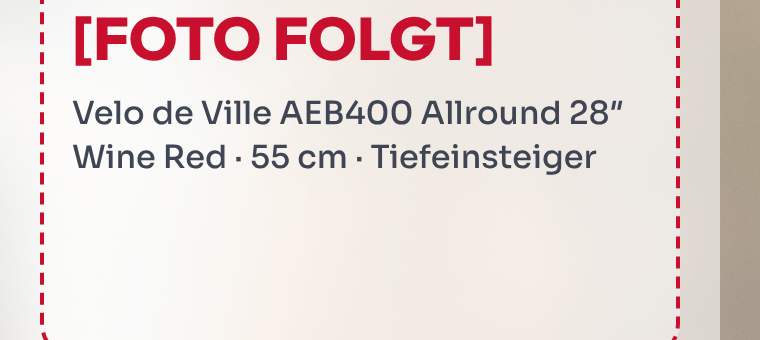 [FOTO FOLGT]
Velo de Ville AEB400 Allround 28″
Wine Red · 55 cm · Tiefeinsteiger